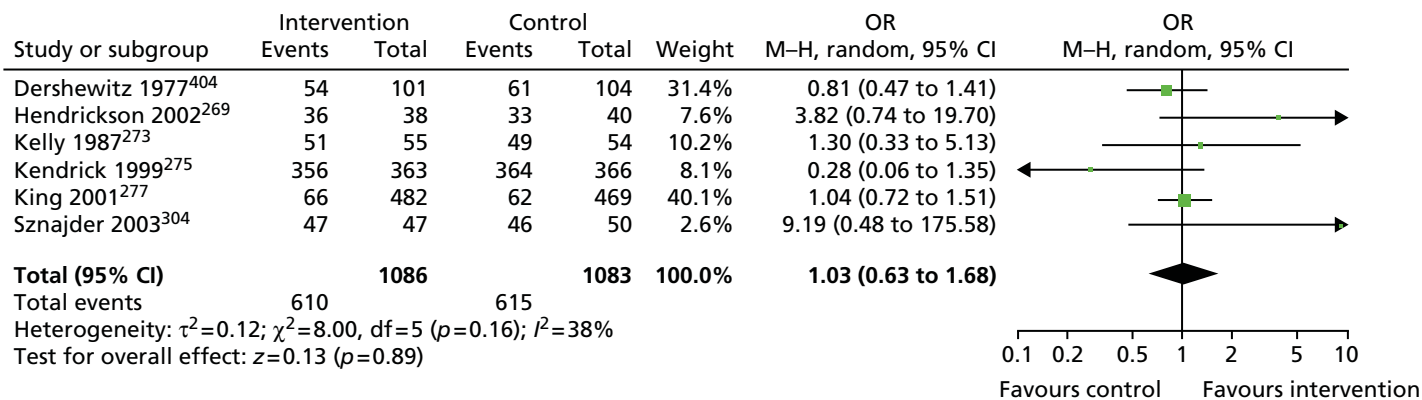 Intervention Control OR OR
Study or subgroup Events Total Events Total Weight M–H, random, 95% CI M–H, random, 95% CI
Dershewitz 1977404 54 101 61 104 31.4% 0.81 (0.47 to 1.41)
Hendrickson 2002269 36 38 33 40 7.6% 3.82 (0.74 to 19.70)
Kelly 1987273 51 55 49 54 10.2% 1.30 (0.33 to 5.13)
Kendrick 1999275 356 363 364 366 8.1% 0.28 (0.06 to 1.35)
King 2001277 66 482 62 469 40.1% 1.04 (0.72 to 1.51)
Sznajder 2003304 47 47 46 50 2.6% 9.19 (0.48 to 175.58)
Total (95% CI) 1086 1083 100.0% 1.03 (0.63 to 1.68)
Total events 610 615
Heterogeneity: τ2=0.12; χ2=8.00, df=5 (p=0.16); I2=38%
Test for overall effect: z=0.13 (p=0.89)
0.1 0.2 0.5 1 2 5 10
Favours control Favours intervention